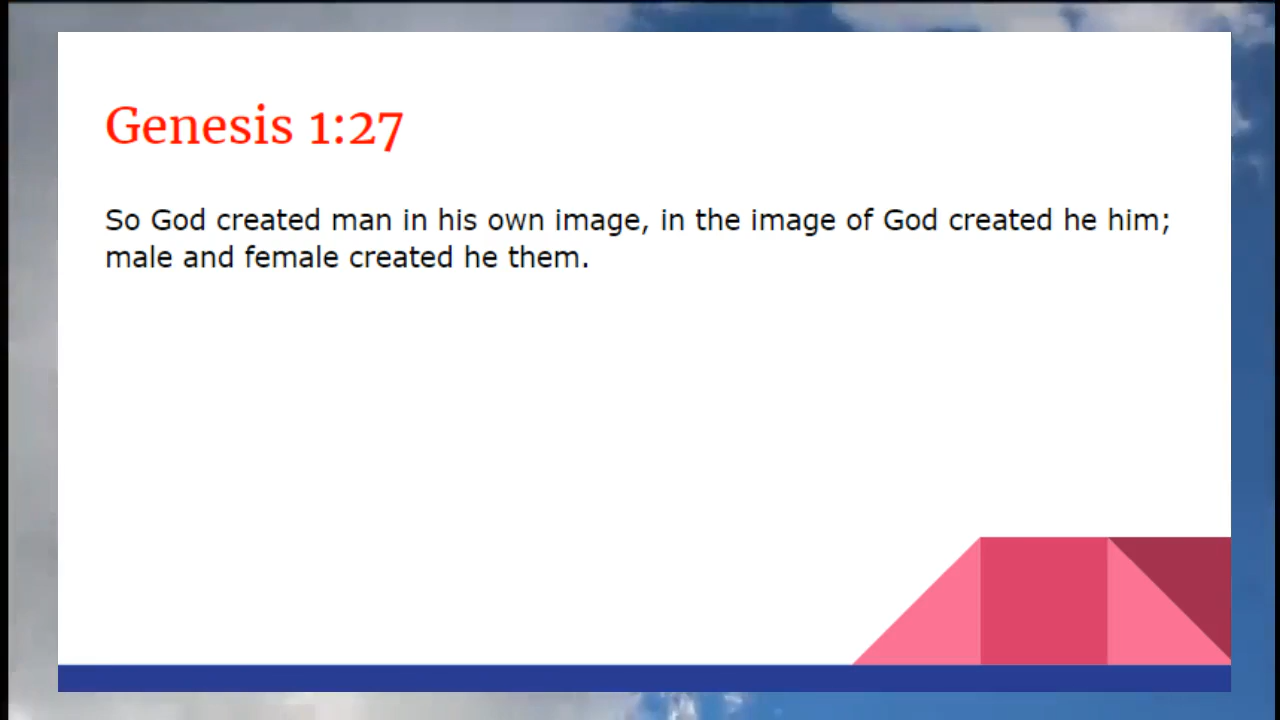 Genesis 1:27
So God created man in his own image, in the image of God created he him;
male and female created he them.